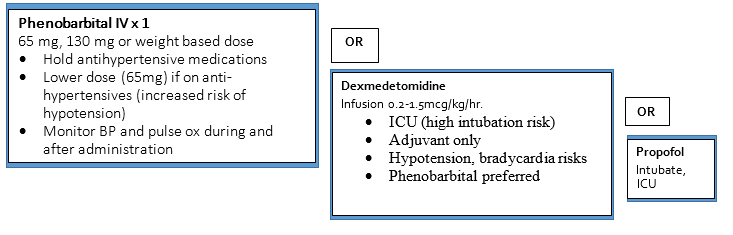 Phenobarbital IV x 1
65 mg, 130 mg or weight based dose
• Hold antihypertensive medications
• Lower dose (65mg) if on anti-
hypertensives (increased risk of
hypotension)
• Monitor BP and pulse ox during and
after administration
OR
Dexmedetomidine
Infusion 0.2-1.5mcg/kg/hr.
• ICU (high intubation risk)
• Adjuvant only
• Hypotension, bradycardia risks
• Phenobarbital preferred
OR
Propofol
Intubate,
ICU